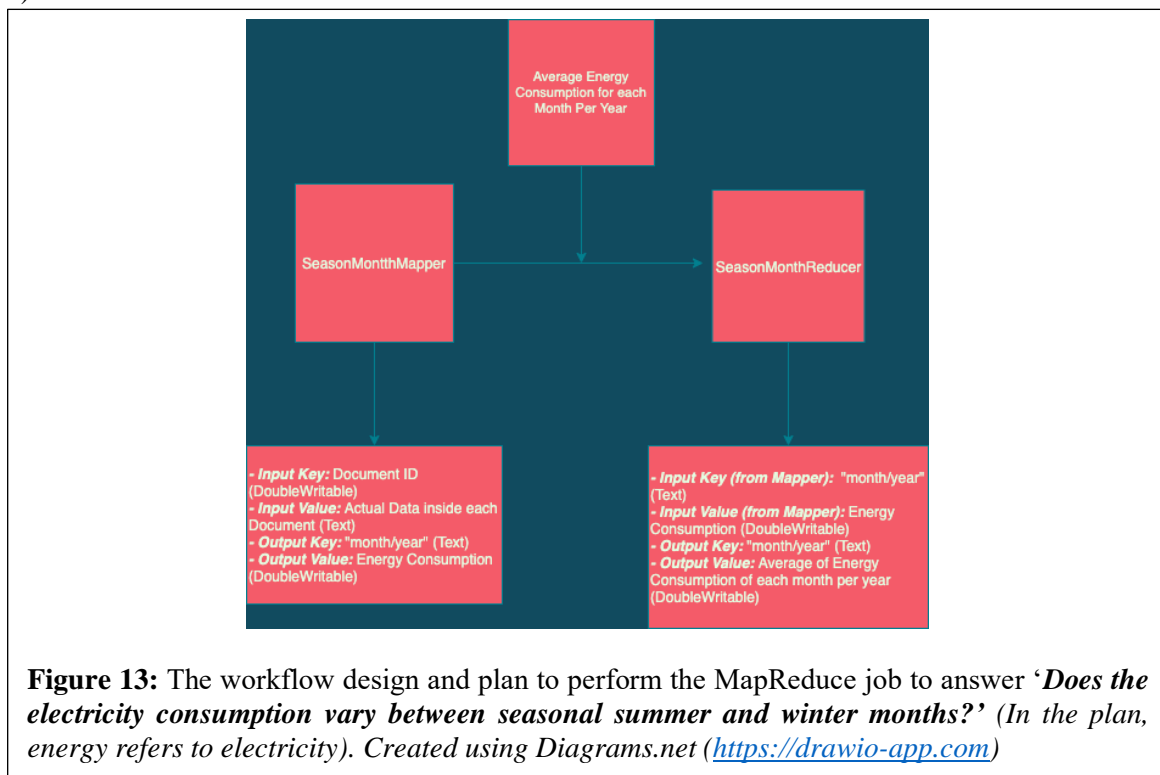 Average Energy
Consumption for each
Month Per Year
SeasonMontthMapper
SeasonMonthReducer
- Input Key: Document ID
(DoubleWritable)
- Input Value: Actual Data inside each
Document (Text)
- Output Key: "month/year" (Text)
- Output Value: Energy Consumption
(DoubleWritable)
- Input Key (from Mapper): "month/year"
(Text)
- Input Value (from Mapper): Energy
Consumption (DoubleWritable)
- Output Key: "month/year" (Text)
- Output Value: Average of Energy
Consumption of each month per year
(DoubleWritable)
Figure 13: The workflow design and plan to perform the MapReduce job to answer ‘Does the
electricity consumption vary between seasonal summer and winter months?’ (In the plan,
energy refers to electricity). Created using Diagrams.net (https://drawio-app.com)